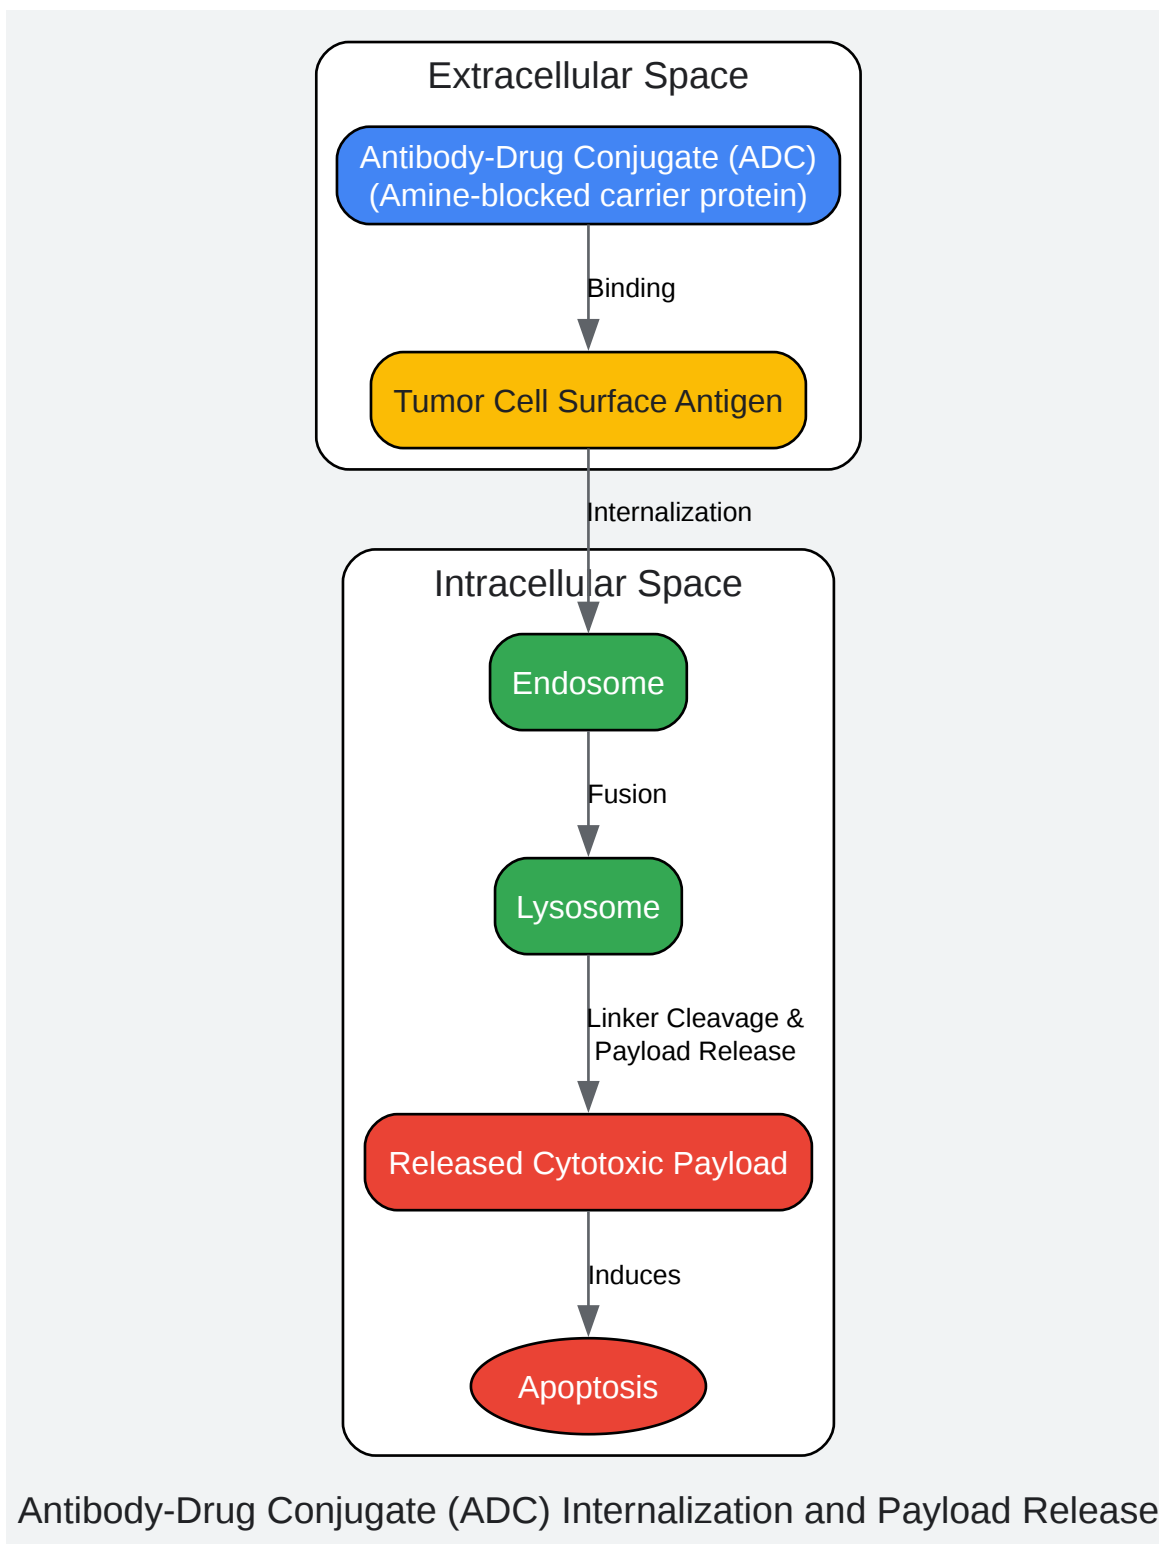 Extracellular Space
Antibody-Drug Conjugate (ADC)
(Amine-blocked carrier protein)
Binding
Tumor Cell Surface Antigen
Internalization
Intracellular Space
Endosome
Fusion
Lysosome
Linker Cleavage &
Payload Release
Released Cytotoxic Payload
Induces
Apoptosis
Antibody-Drug Conjugate (ADC) Internalization and Payload Release